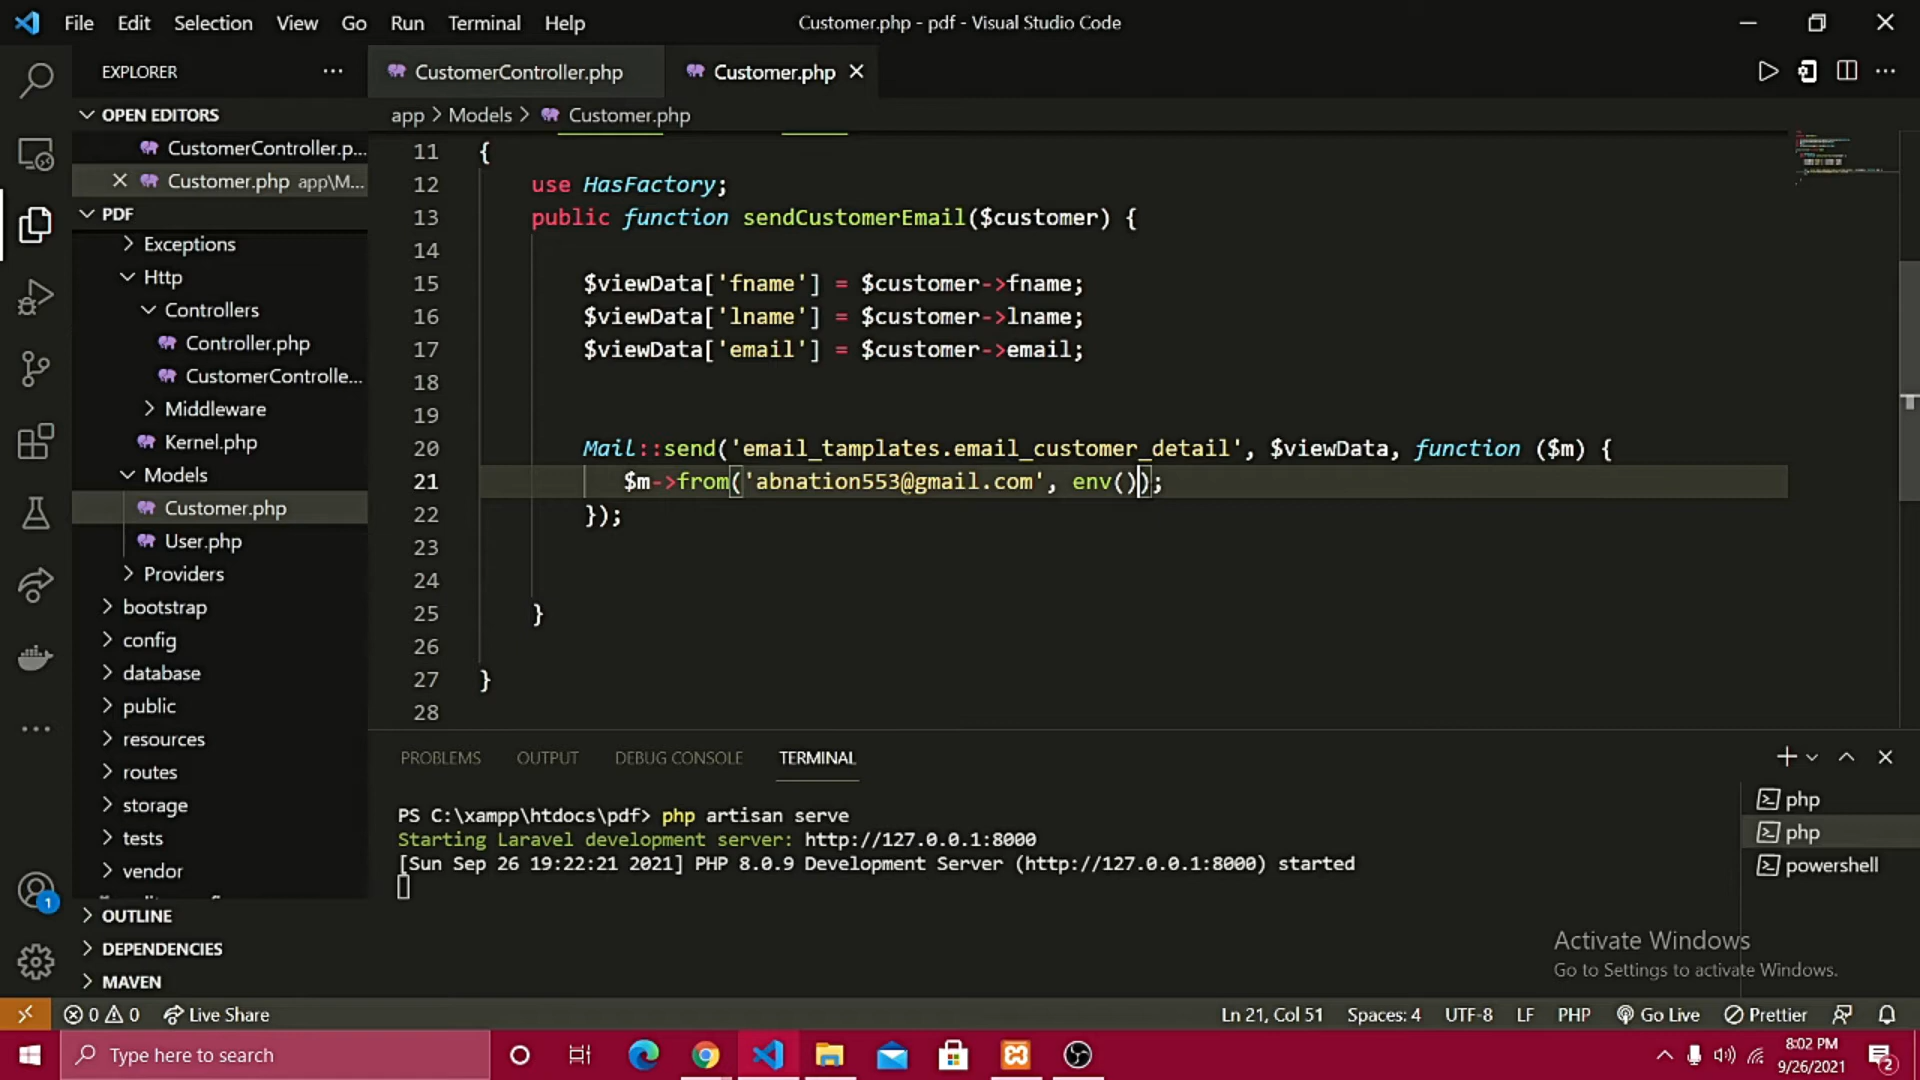 File Edit Selection View Go Run Terminal Help
Customer.php - pdf - Visual Studio Code
EXPLORER
CustomerController.php
Customer.php
OPEN EDITORS
CustomerController.p...
Customer.php app\M...
PDF
Exceptions
Http
Controllers
Controller.php
CustomerControlle...
Middleware
Kernel.php
Models
Customer.php
User.php
Providers
bootstrap
config
database
public
resources
routes
storage
tests
vendor
OUTLINE
DEPENDENCIES
MAVEN
app > Models > Customer.php
11 {
12 use HasFactory;
13 public function sendCustomerEmail($customer) {
14
15 $viewData['fname'] = $customer->fname;
16 $viewData['lname'] = $customer->lname;
17 $viewData['email'] = $customer->email;
18
19
20 Mail::send('email_tamplates.email_customer_detail', $viewData, function ($m) {
21 $m->from('abnation553@gmail.com', env());
22 });
23
24
25 }
26
27 }
28
PROBLEMS OUTPUT DEBUG CONSOLE TERMINAL
PS C:\xampp\htdocs\pdf> php artisan serve
Starting Laravel development server: http://127.0.0.1:8000
[Sun Sep 26 19:22:21 2021] PHP 8.0.9 Development Server (http://127.0.0.1:8000) started
php
php
powershell
Activate Windows
Go to Settings to activate Windows.
1
0 0 Live Share
Ln 21, Col 51 Spaces: 4 UTF-8 LF PHP Go Live Prettier
Type here to search
8:02 PM
9/26/2021
2